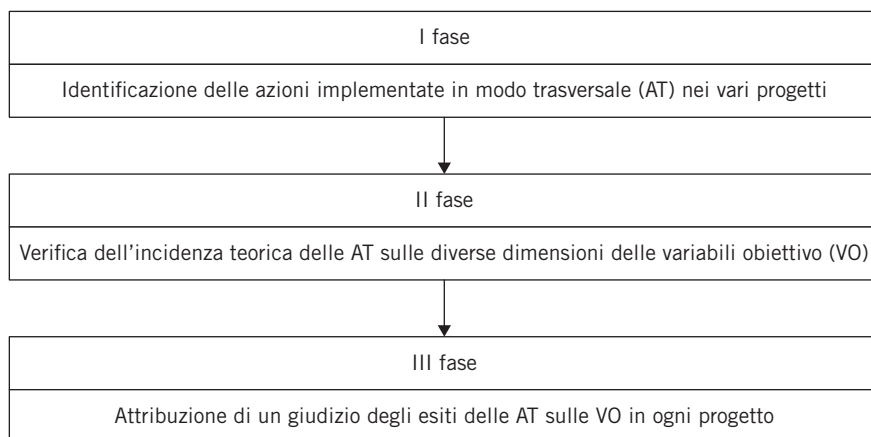 I fase
Identificazione delle azioni implementate in modo trasversale (AT) nei vari progetti
II fase
Verifica dell'incidenza teorica delle AT sulle diverse dimensioni delle variabili obiettivo (VO)
III fase
Attribuzione di un giudizio degli esiti delle AT sulle VO in ogni progetto